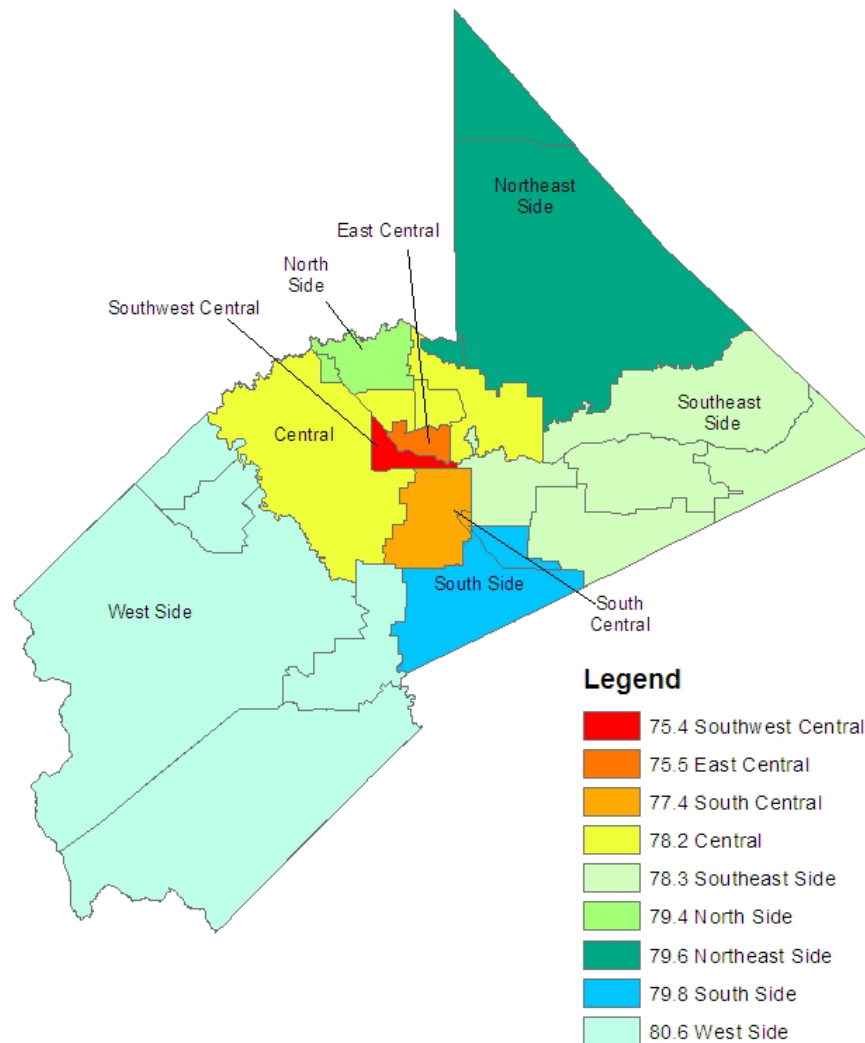 Northeast
Side
East Central
North
Side
Southwest Central
Southeast
Side
Central
South Side
West Side
South
Central
Legend
75.4 Southwest Central
75.5 East Central
77.4 South Central
78.2 Central
78.3 Southeast Side
79.4 North Side
79.6 Northeast Side
79.8 South Side
80.6 West Side